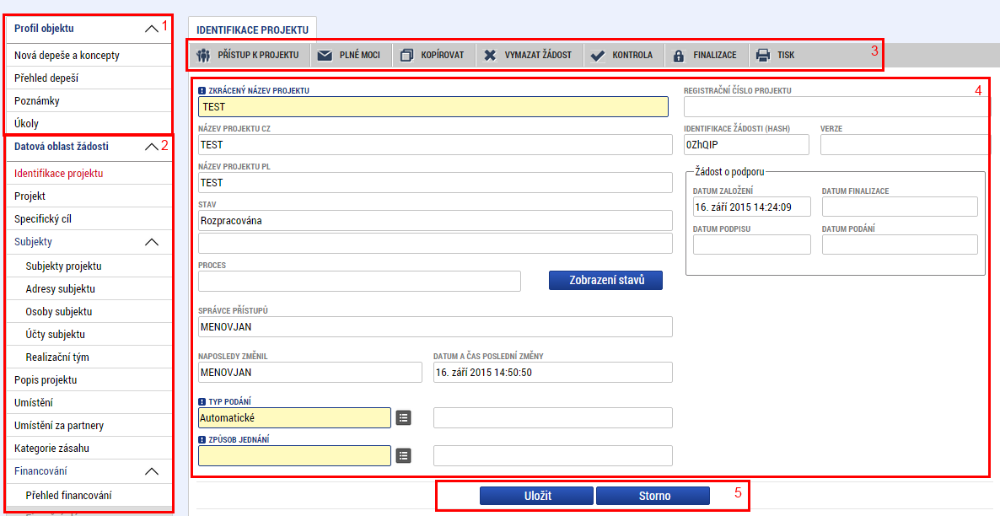 Profil objektu 1
Nová depeše a koncepty
Přehled depeší
Poznámky
Úkoly
Datová oblast žádosti 2
Identifikace projektu
Projekt
Specifický cíl
Subjekty
Subjekty projektu
Adresy subjektu
Osoby subjektu
Účty subjektu
Realizační tým
Popis projektu
Umístění
Umístění za partnery
Kategorie zásahu
Financování
Přehled financování
IDENTIFIKACE PROJEKTU
PŘÍSTUP K PROJEKTU PLNÉ MOCI KOPÍROVAT VYMAZAT ŽÁDOST KONTROLA FINALIZACE TISK 3
4
ZKRÁCENÝ NÁZEV PROJEKTU
TEST
NÁZEV PROJEKTU CZ
TEST
NÁZEV PROJEKTU PL
TEST
STAV
Rozpracována
PROCES
Zobrazení stavů
SPRÁVCE PŘÍSTUPŮ
MENOVJAN
NAPOSLEDY ZMĚNIL DATUM A ČAS POSLEDNÍ ZMĚNY
MENOVJAN 16. září 2015 14:50:50
TYP PODÁNÍ
Automatické
ZPŮSOB JEDNÁNÍ
REGISTRAČNÍ ČÍSLO PROJEKTU
IDENTIFIKACE ŽÁDOSTI (HASH) VERZE
0ZhQIP
Žádost o podporu
DATUM ZALOŽENÍ DATUM FINALIZACE
16. září 2015 14:24:09
DATUM PODPISU DATUM PODÁNÍ
Uložit Storno 5